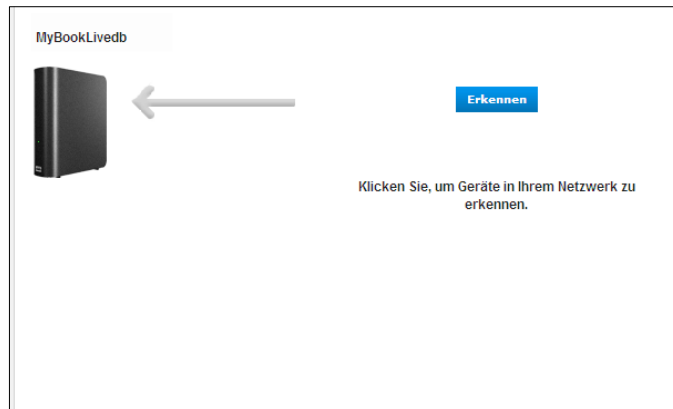 MyBookLivedb
Erkennen
Klicken Sie, um Geräte in Ihrem Netzwerk zu
erkennen.